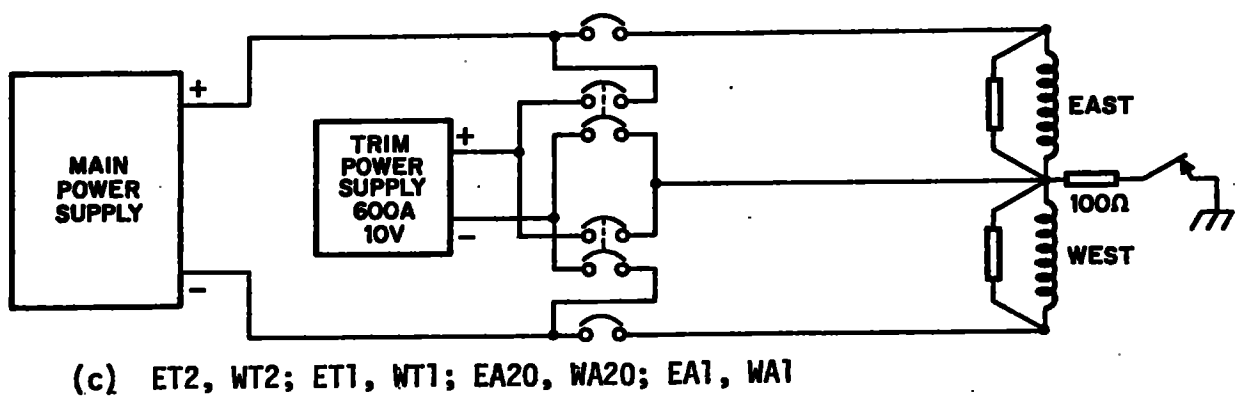 MAIN
POWER
SUPPLY
+
-
TRIM
POWER
SUPPLY
600A
10V
+
-
EAST
100Ω
WEST
(c) ET2, WT2; ET1, WT1; EA20, WA20; EA1, WA1